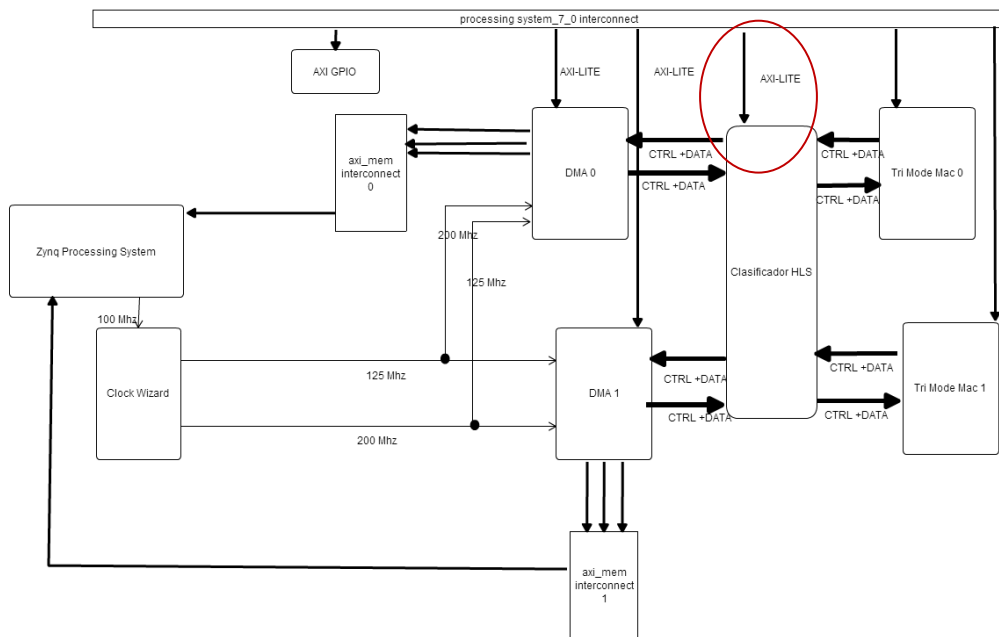 processing system_7_0 interconnect
AXI GPIO
AXI-LITE
AXI-LITE
AXI-LITE
axi_mem
interconnect
0
DMA 0
CTRL +DATA
CTRL +DATA
CTRL +DATA
CTRL +DATA
Tri Mode Mac 0
Zynq Processing System
200 Mhz
125 Mhz
Clasificador HLS
100 Mhz
Clock Wizard
125 Mhz
200 Mhz
DMA 1
CTRL +DATA
CTRL +DATA
CTRL +DATA
CTRL +DATA
Tri Mode Mac 1
axi_mem
interconnect
1